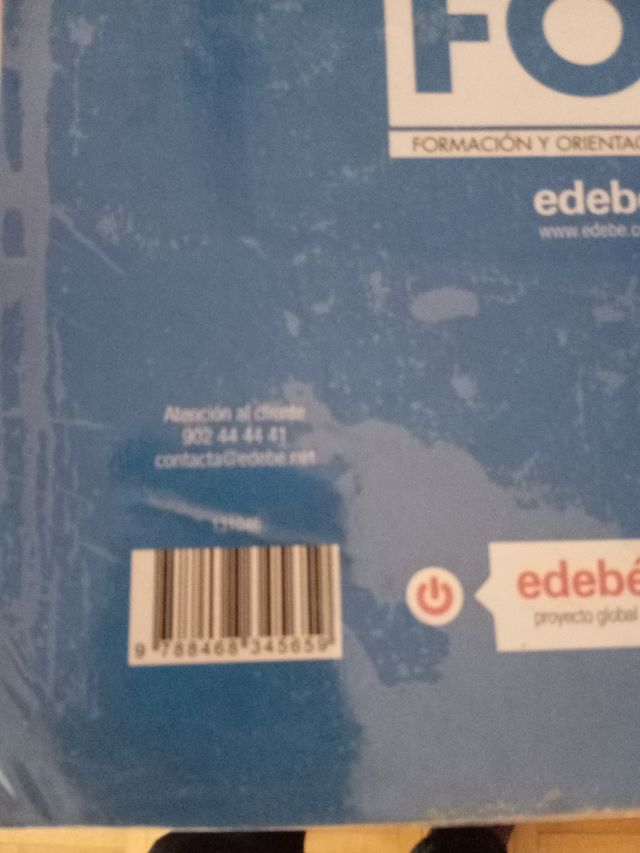 FO
FORMACIÓN Y ORIENTAC
edebé
www.edebe.c
Atención al cliente
902 44 44 41
contacta@edebe.net
9 788468 345659
edebé
proyecto global